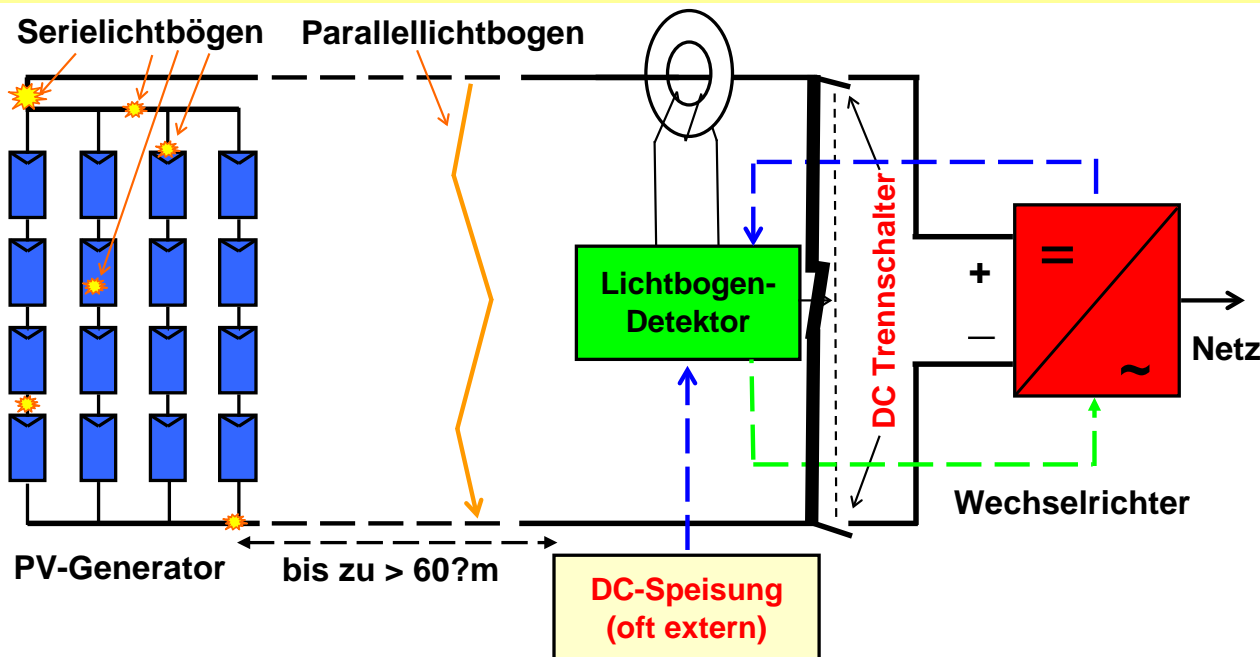 Serielichtbögen
Parallellichtbogen
Lichtbogen-
Detektor
DC Trennschalter
=
+
_
~
Netz
Wechselrichter
PV-Generator
bis zu > 60?m
DC-Speisung
(oft extern)